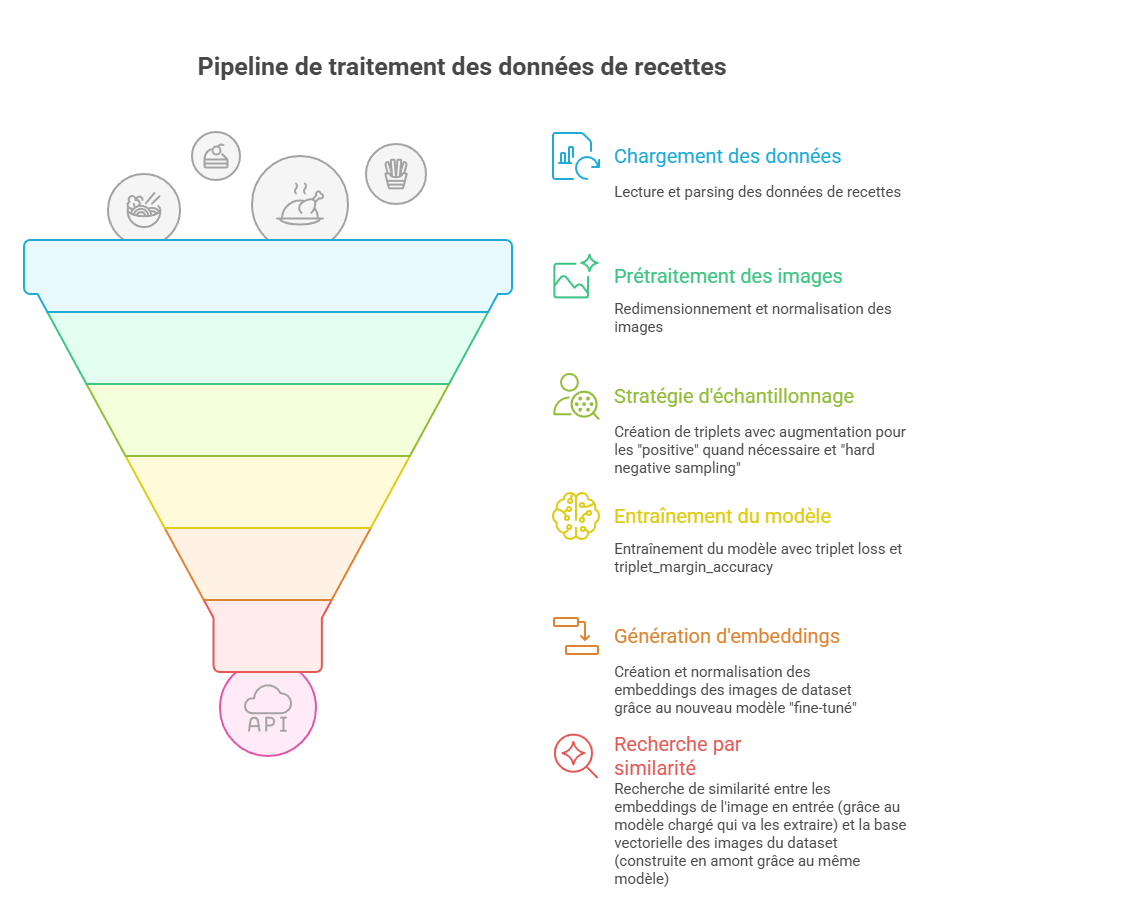 Pipeline de traitement des données de recettes
Chargement des données
Lecture et parsing des données de recettes
Prétraitement des images
Redimensionnement et normalisation des
images
Stratégie d'échantillonnage
Création de triplets avec augmentation pour
les "positive" quand nécessaire et "hard
negative sampling"
Entraînement du modèle
Entraînement du modèle avec triplet loss et
triplet_margin_accuracy
Génération d'embeddings
Création et normalisation des
embeddings des images de dataset
grâce au nouveau modèle "fine-tuné"
API
Recherche par
similarité
Recherche de similarité entre les
embeddings de l'image en entrée (grâce au
modèle chargé qui va les extraire) et la base
vectorielle des images du dataset
(construite en amont grâce au même
modèle)